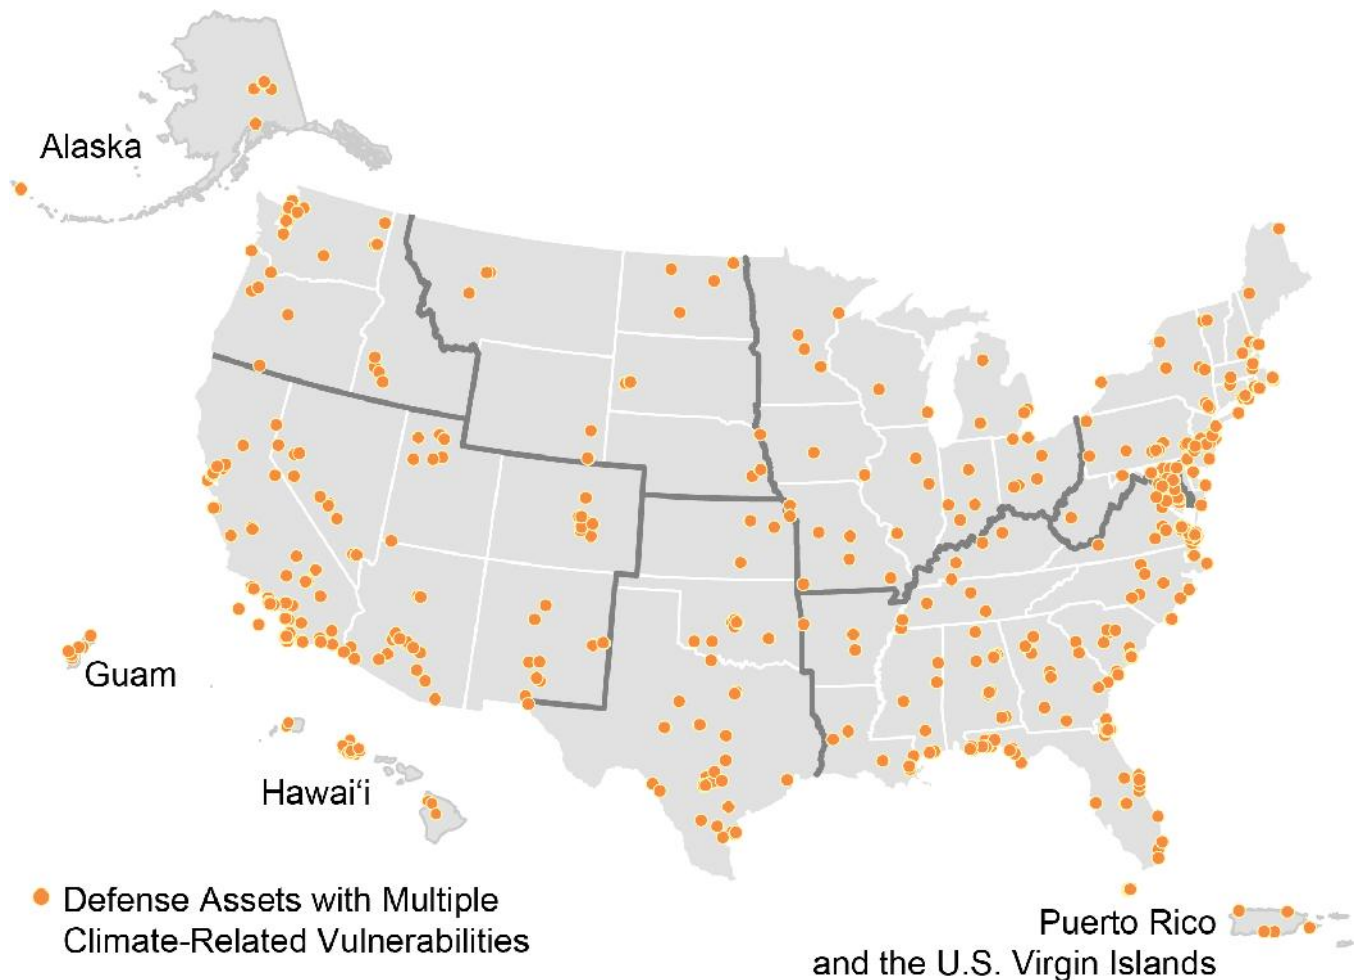 Alaska
Guam
Hawai‘i
Defense Assets with Multiple
Climate-Related Vulnerabilities
Puerto Rico
and the U.S. Virgin Islands